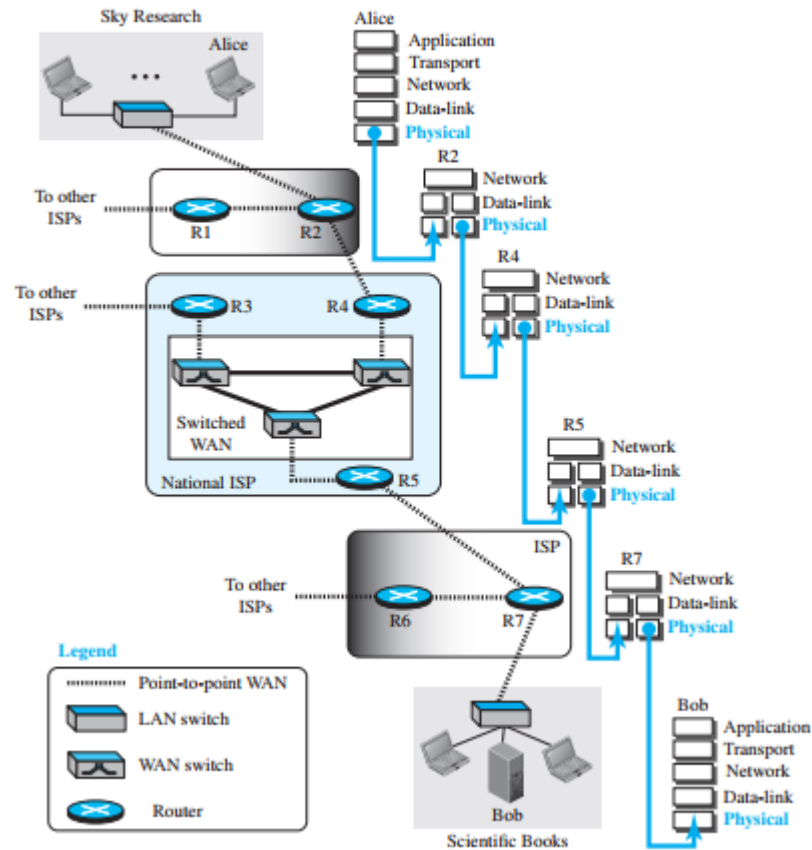 Sky Research
Alice
Alice
Application
Transport
Network
Data-link
Physical
R2
Network
Data-link
Physical
To other
ISPs
R1
R2
R4
Network
Data-link
Physical
To other
ISPs
R3
R4
Switched
WAN
National ISP
R5
R5
Network
Data-link
Physical
ISP
To other
ISPs
R6
R7
R7
Network
Data-link
Physical
Legend
Point-to-point WAN
LAN switch
WAN switch
Router
Bob
Scientific Books
Bob
Application
Transport
Network
Data-link
Physical